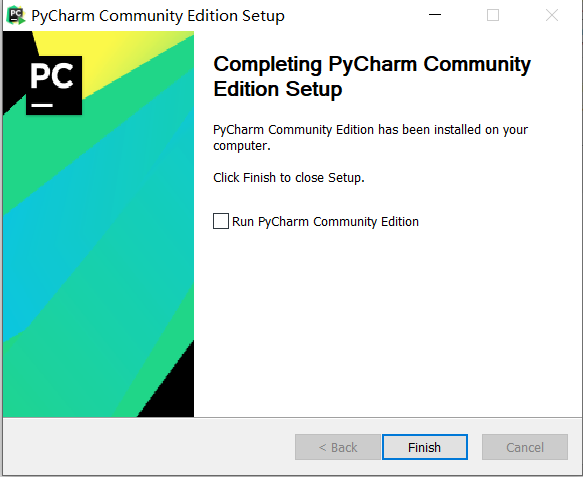 PyCharm Community Edition Setup
PC
Completing PyCharm Community
Edition Setup
PyCharm Community Edition has been installed on your
computer.
Click Finish to close Setup.
Run PyCharm Community Edition
< Back
Finish
Cancel